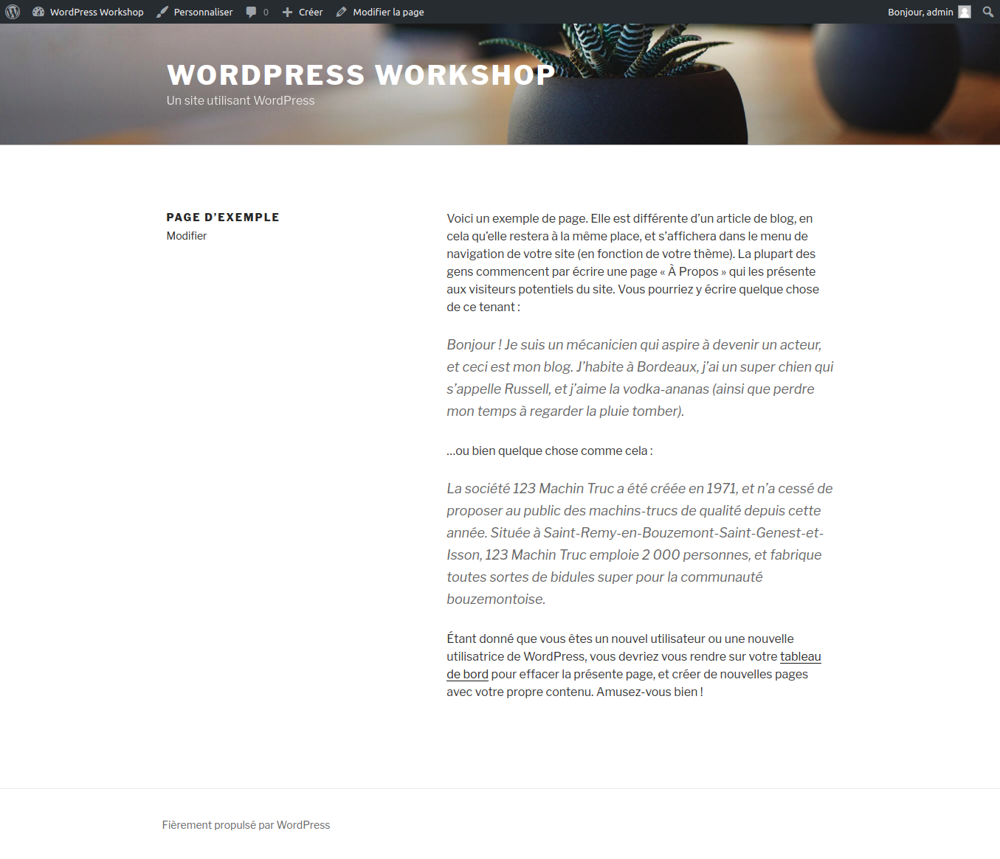 WordPress Workshop Personnaliser 0 Créer Modifier la page Bonjour, admin
WORDPRESS WORKSHOP
Un site utilisant WordPress
PAGE D’EXEMPLE
Modifier
Voici un exemple de page. Elle est différente d’un article de blog, en
cela qu’elle restera à la même place, et s’affichera dans le menu de
navigation de votre site (en fonction de votre thème). La plupart des
gens commencent par écrire une page « À Propos » qui les présente
aux visiteurs potentiels du site. Vous pourriez y écrire quelque chose
de ce tenant :
Bonjour ! Je suis un mécanicien qui aspire à devenir un acteur,
et ceci est mon blog. J’habite à Bordeaux, j’ai un super chien qui
s’appelle Russell, et j’aime la vodka-ananas (ainsi que perdre
mon temps à regarder la pluie tomber).
…ou bien quelque chose comme cela :
La société 123 Machin Truc a été créée en 1971, et n’a cessé de
proposer au public des machins-trucs de qualité depuis cette
année. Située à Saint-Remy-en-Bouzemont-Saint-Genest-et-
Isson, 123 Machin Truc emploie 2 000 personnes, et fabrique
toutes sortes de bidules super pour la communauté
bouzemontoise.
Étant donné que vous êtes un nouvel utilisateur ou une nouvelle
utilisatrice de WordPress, vous devriez vous rendre sur votre tableau
de bord pour effacer la présente page, et créer de nouvelles pages
avec votre propre contenu. Amusez-vous bien !
Fièrement propulsé par WordPress